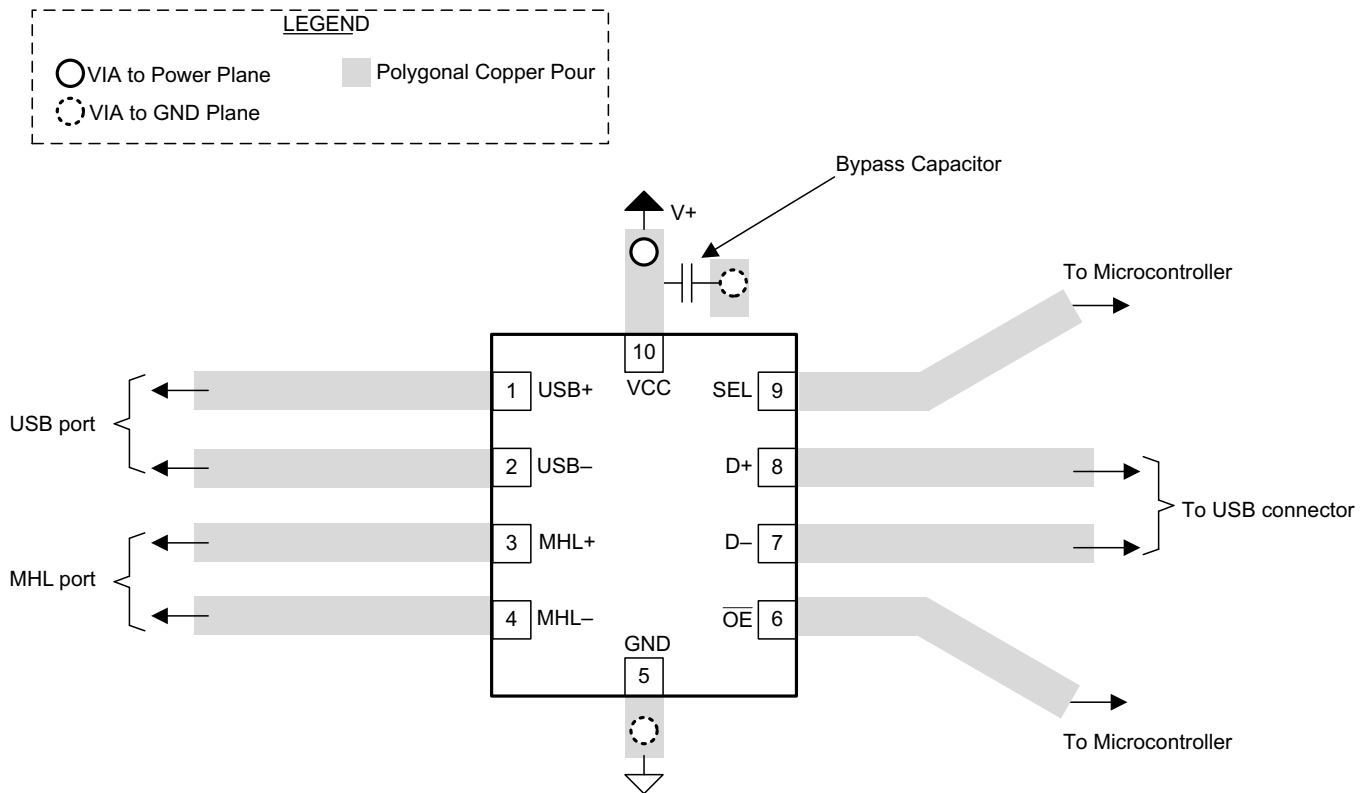 LEGEND
VIA to Power Plane
Polygonal Copper Pour
VIA to GND Plane
Bypass Capacitor
V+
To Microcontroller
10
VCC
1 USB+
SEL 9
USB port
2 USB–
D+ 8
To USB connector
3 MHL+
D– 7
MHL port
4 MHL–
OE 6
GND
5
To Microcontroller